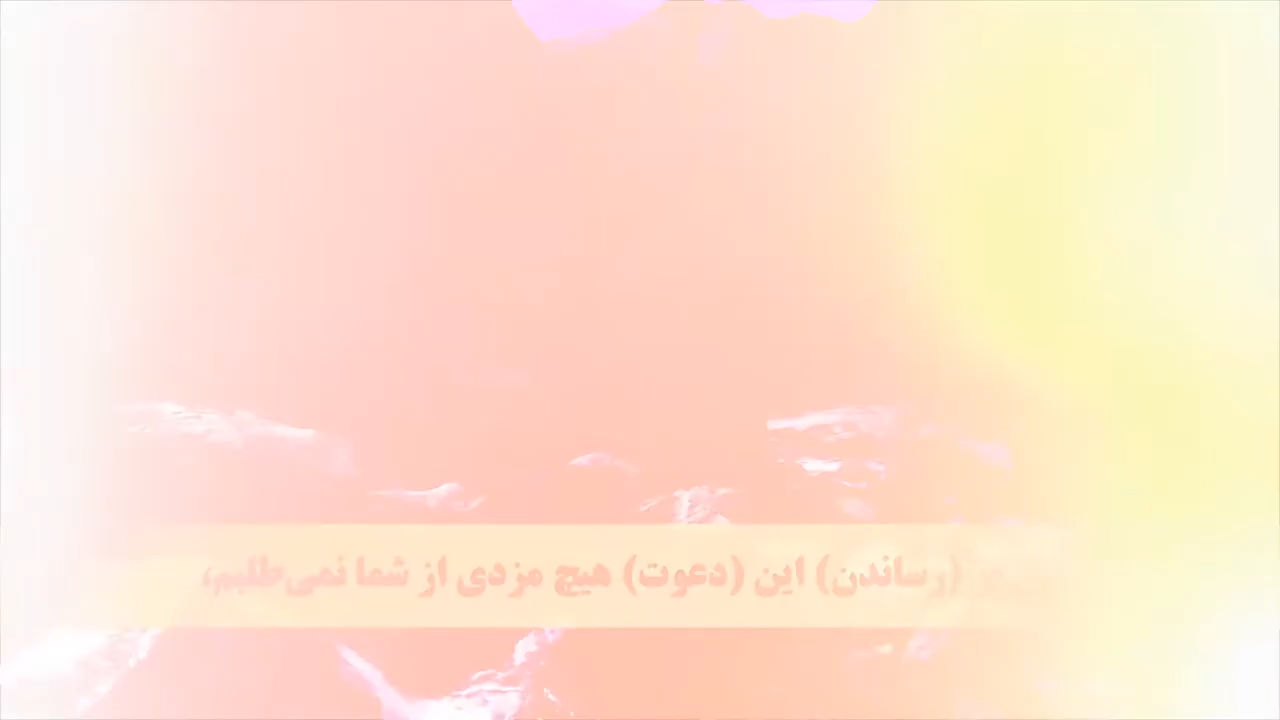 (رساندن) این (دعوت) هیچ مزدی از شما نمی‌طلبم،